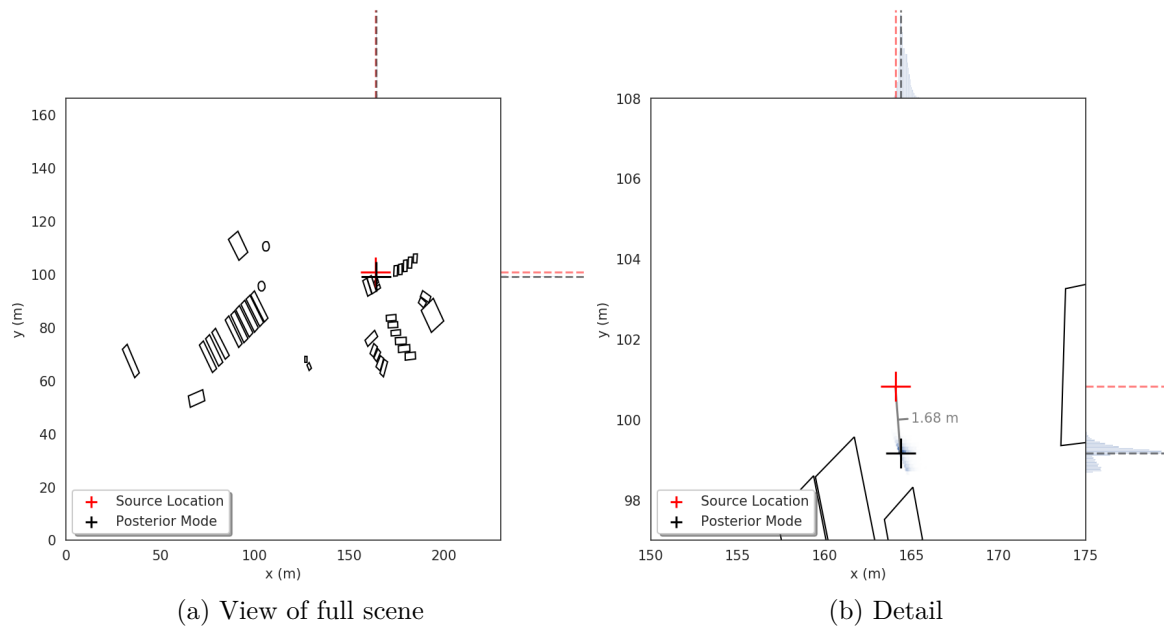 160
140
120
100
80
60
40
20
0
y (m)
0
50
100
150
200
x (m)
Source Location
Posterior Mode
(a) View of full scene
108
106
104
102
100
98
y (m)
150
155
160
165
170
175
x (m)
1.68 m
Source Location
Posterior Mode
(b) Detail